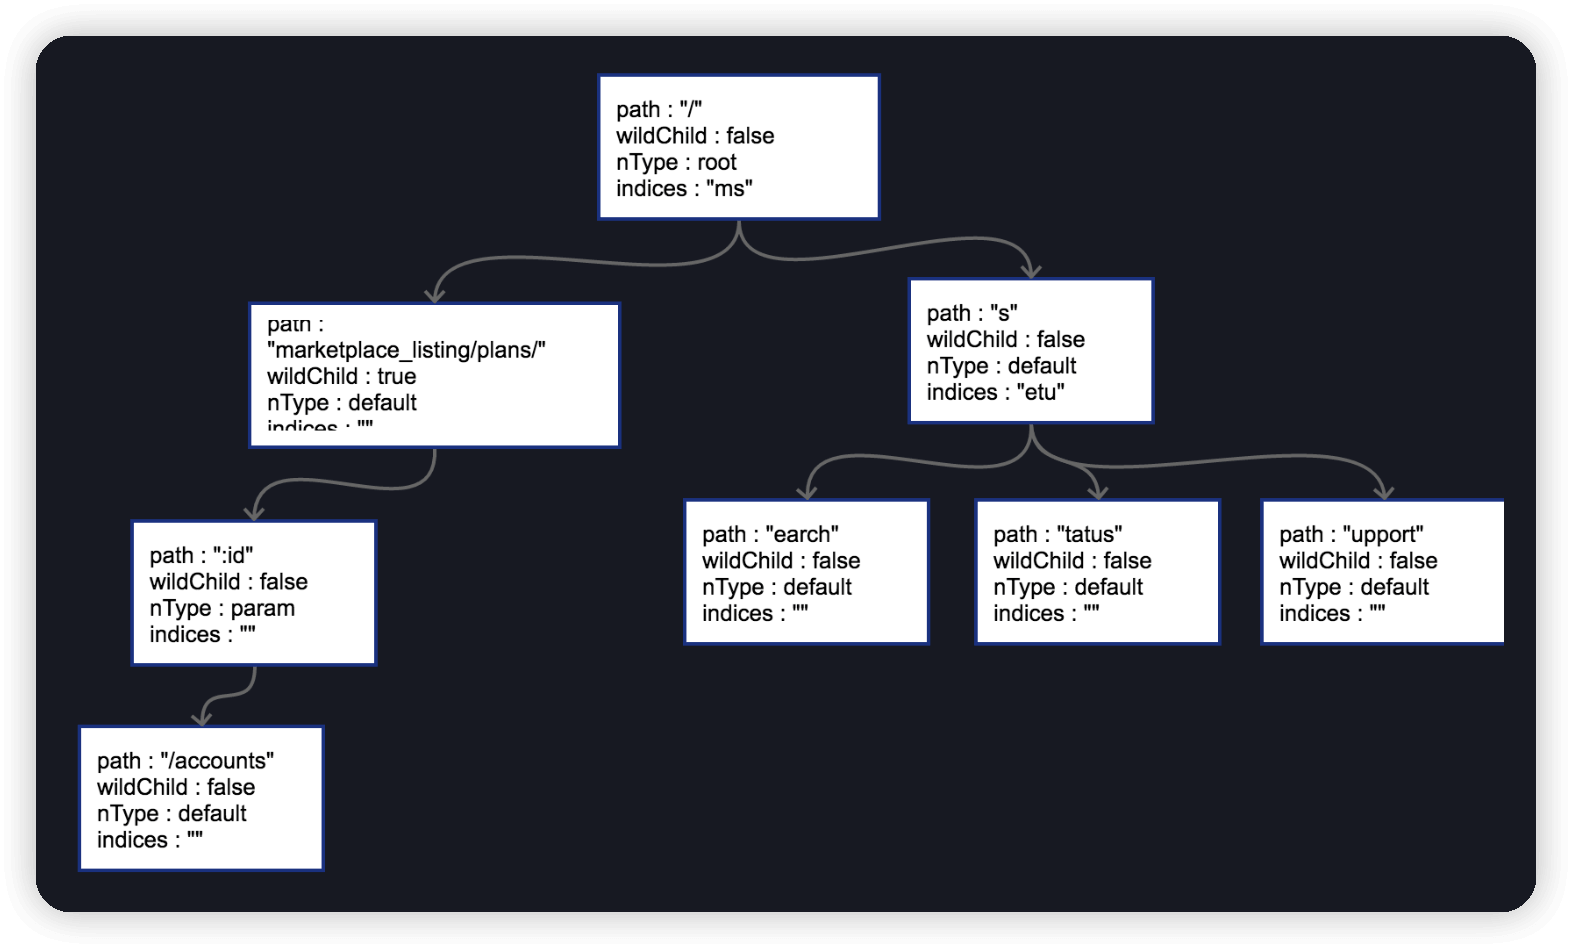 path : "/"
wildChild : false
nType : root
indices : "ms"
path :
"marketplace_listing/plans/"
wildChild : true
nType : default
indices : ""
path : "s"
wildChild : false
nType : default
indices : "etu"
path : ":id"
wildChild : false
nType : param
indices : ""
path : "earch"
wildChild : false
nType : default
indices : ""
path : "tatus"
wildChild : false
nType : default
indices : ""
path : "upport"
wildChild : false
nType : default
indices : ""
path : "/accounts"
wildChild : false
nType : default
indices : ""